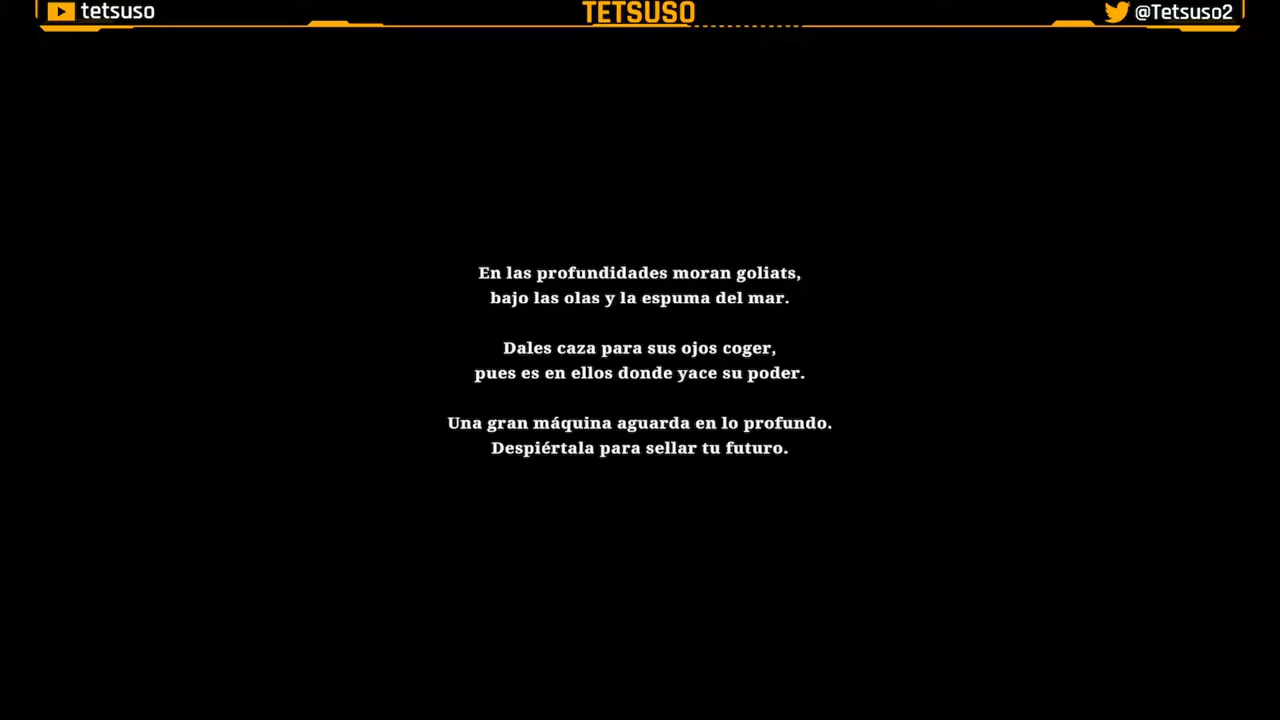 tetsuso
TETSUSO
@Tetsuso2
En las profundidades moran goliats,
bajo las olas y la espuma del mar.
Dales caza para sus ojos coger,
pues es en ellos donde yace su poder.
Una gran máquina aguarda en lo profundo.
Despiértala para sellar tu futuro.